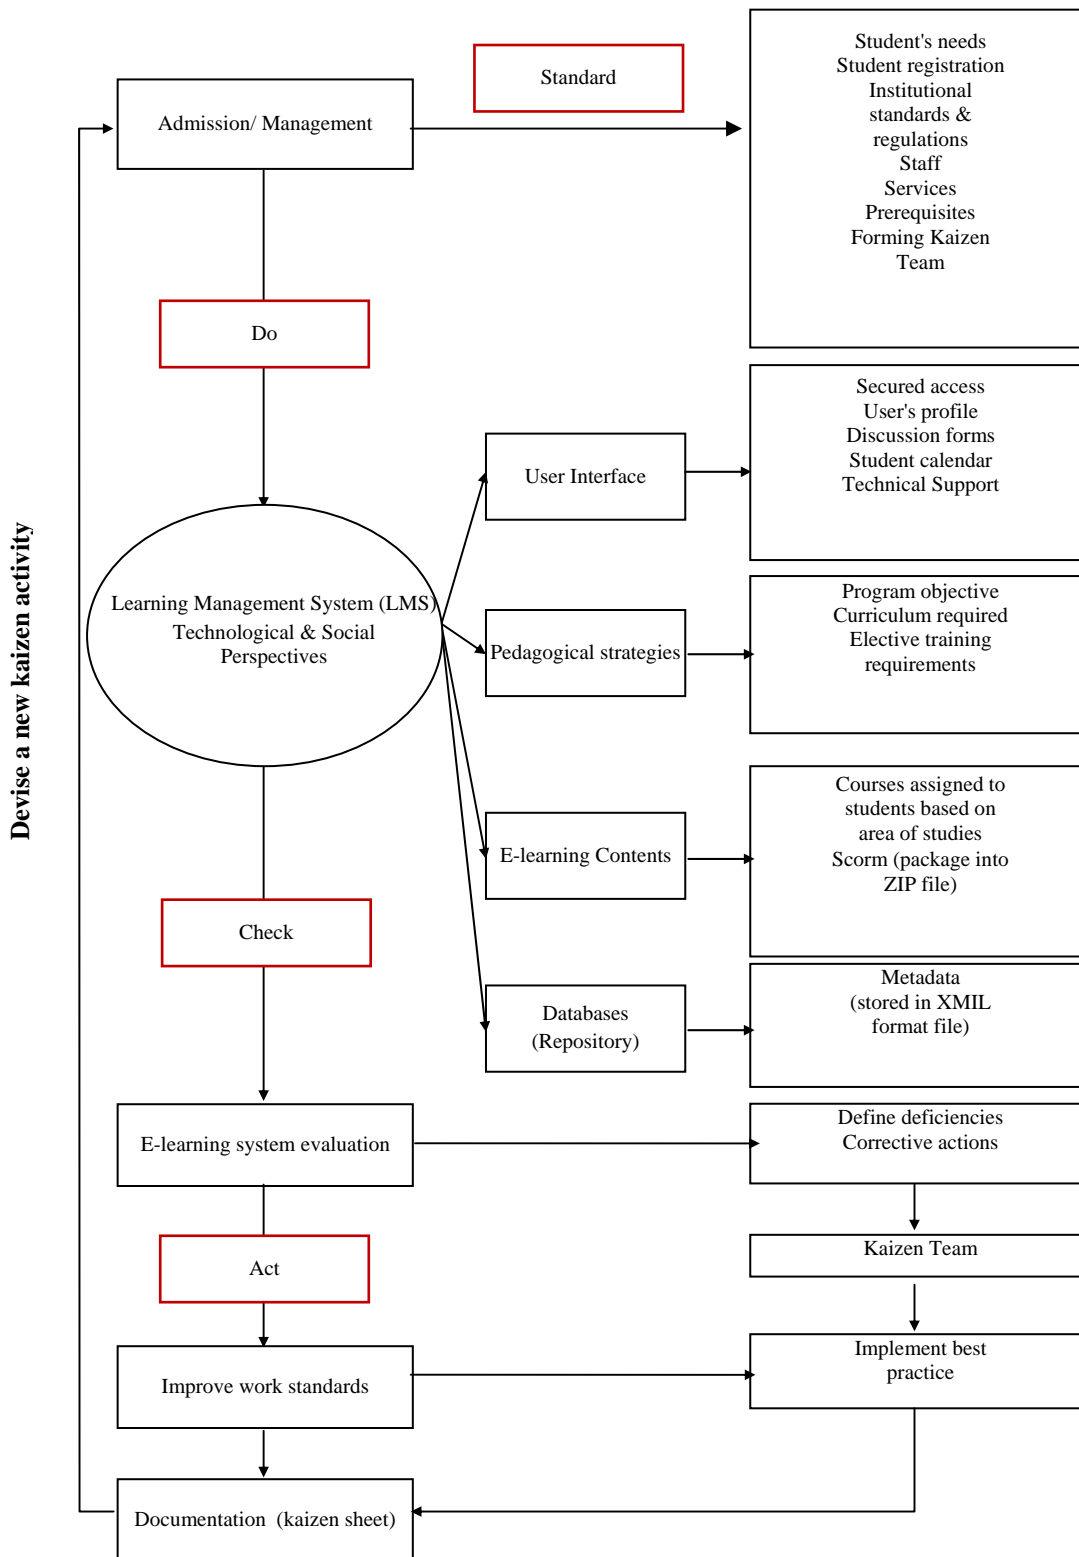 Standard
Student's needs
Student registration
Institutional
standards &
regulations
Staff
Services
Prerequisites
Forming Kaizen
Team
Admission/ Management
Do
Secured access
User's profile
Discussion forms
Student calendar
Technical Support
User Interface
Devise a new kaizen activity
Learning Management System (LMS)
Technological & Social
Perspectives
Pedagogical strategies
Program objective
Curriculum required
Elective training
requirements
E-learning Contents
Courses assigned to
students based on
area of studies
Scorm (package into
ZIP file)
Check
Databases
(Repository)
Metadata
(stored in XMIL
format file)
E-learning system evaluation
Define deficiencies
Corrective actions
Act
Kaizen Team
Improve work standards
Implement best
practice
Documentation (kaizen sheet)